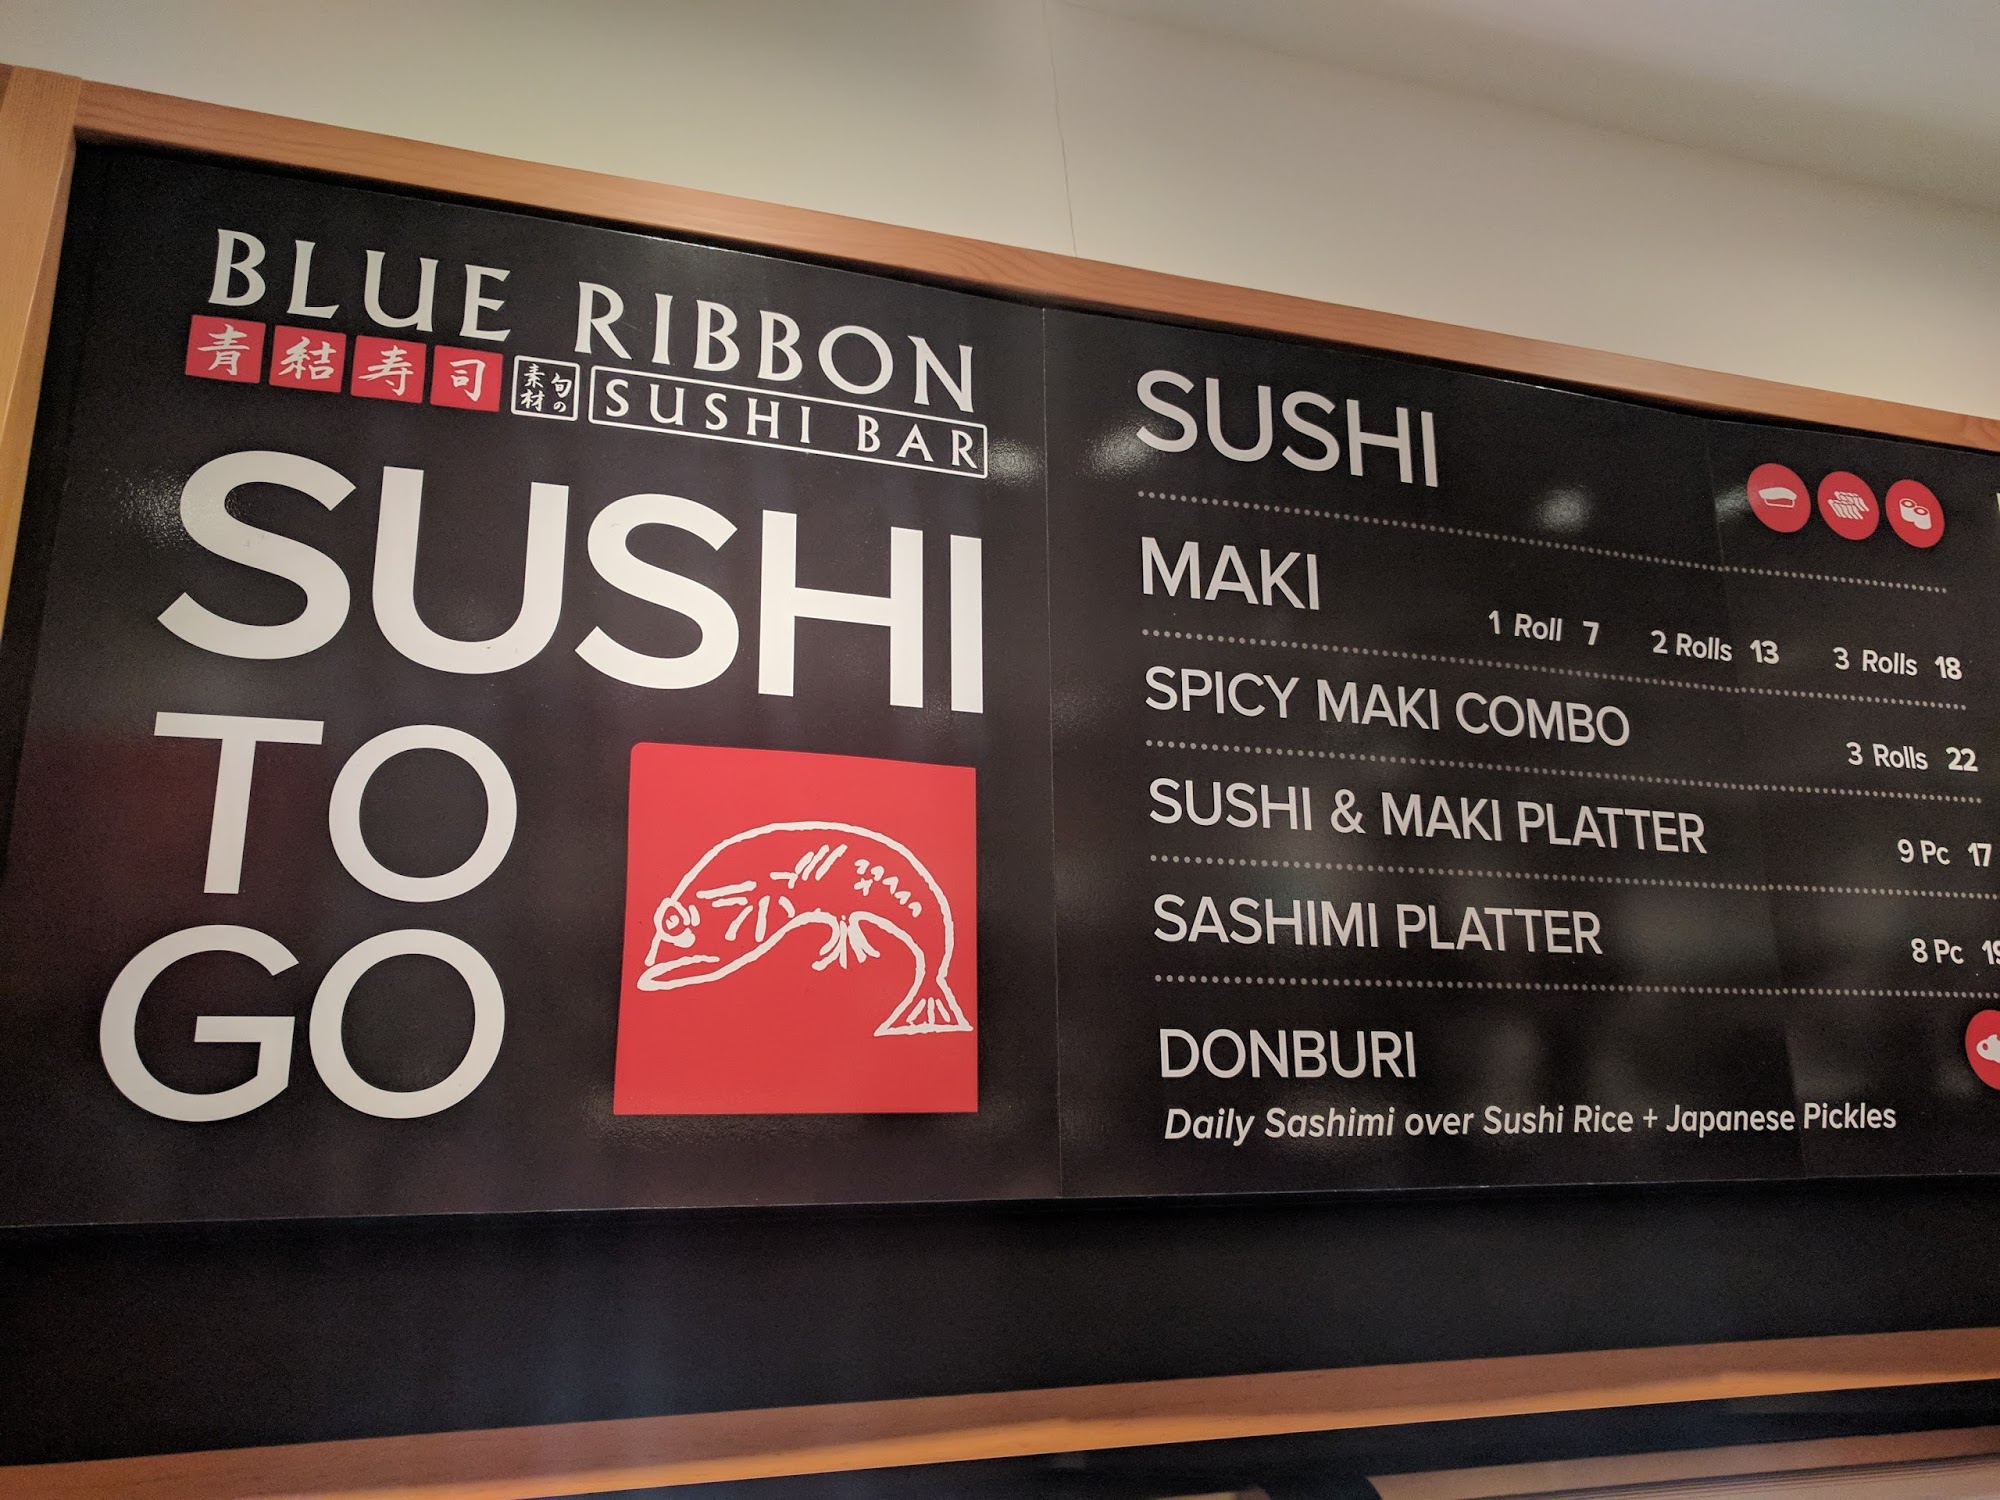 BLUE RIBBON
青結寿司 旬の素材 SUSHI BAR
SUSHI
TO
GO
SUSHI
MAKI
1 Roll 7 2 Rolls 13 3 Rolls 18
SPICY MAKI COMBO
3 Rolls 22
SUSHI & MAKI PLATTER
9 Pc 17
SASHIMI PLATTER
8 Pc 19
DONBURI
Daily Sashimi over Sushi Rice + Japanese Pickles